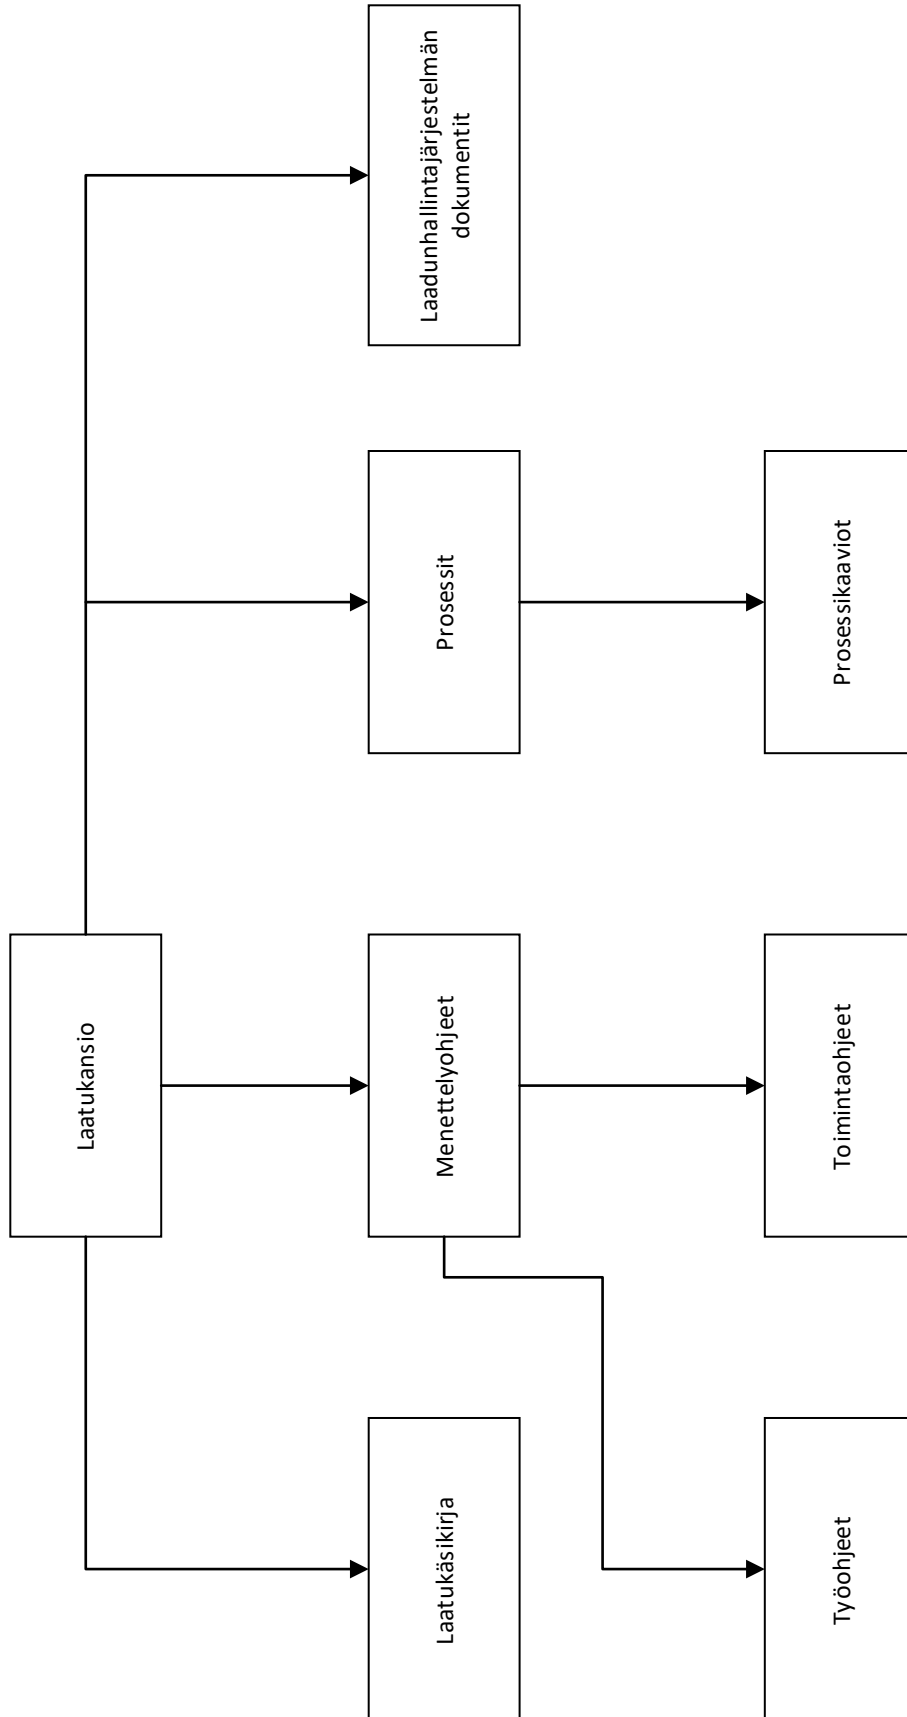 Laatukansio
Laatukäsikirja
Menettelyohjeet
Prosessit
Laadunhallintajärjestelmän
dokumentit
Työohjeet
Toimintaohjeet
Prosessikaaviot